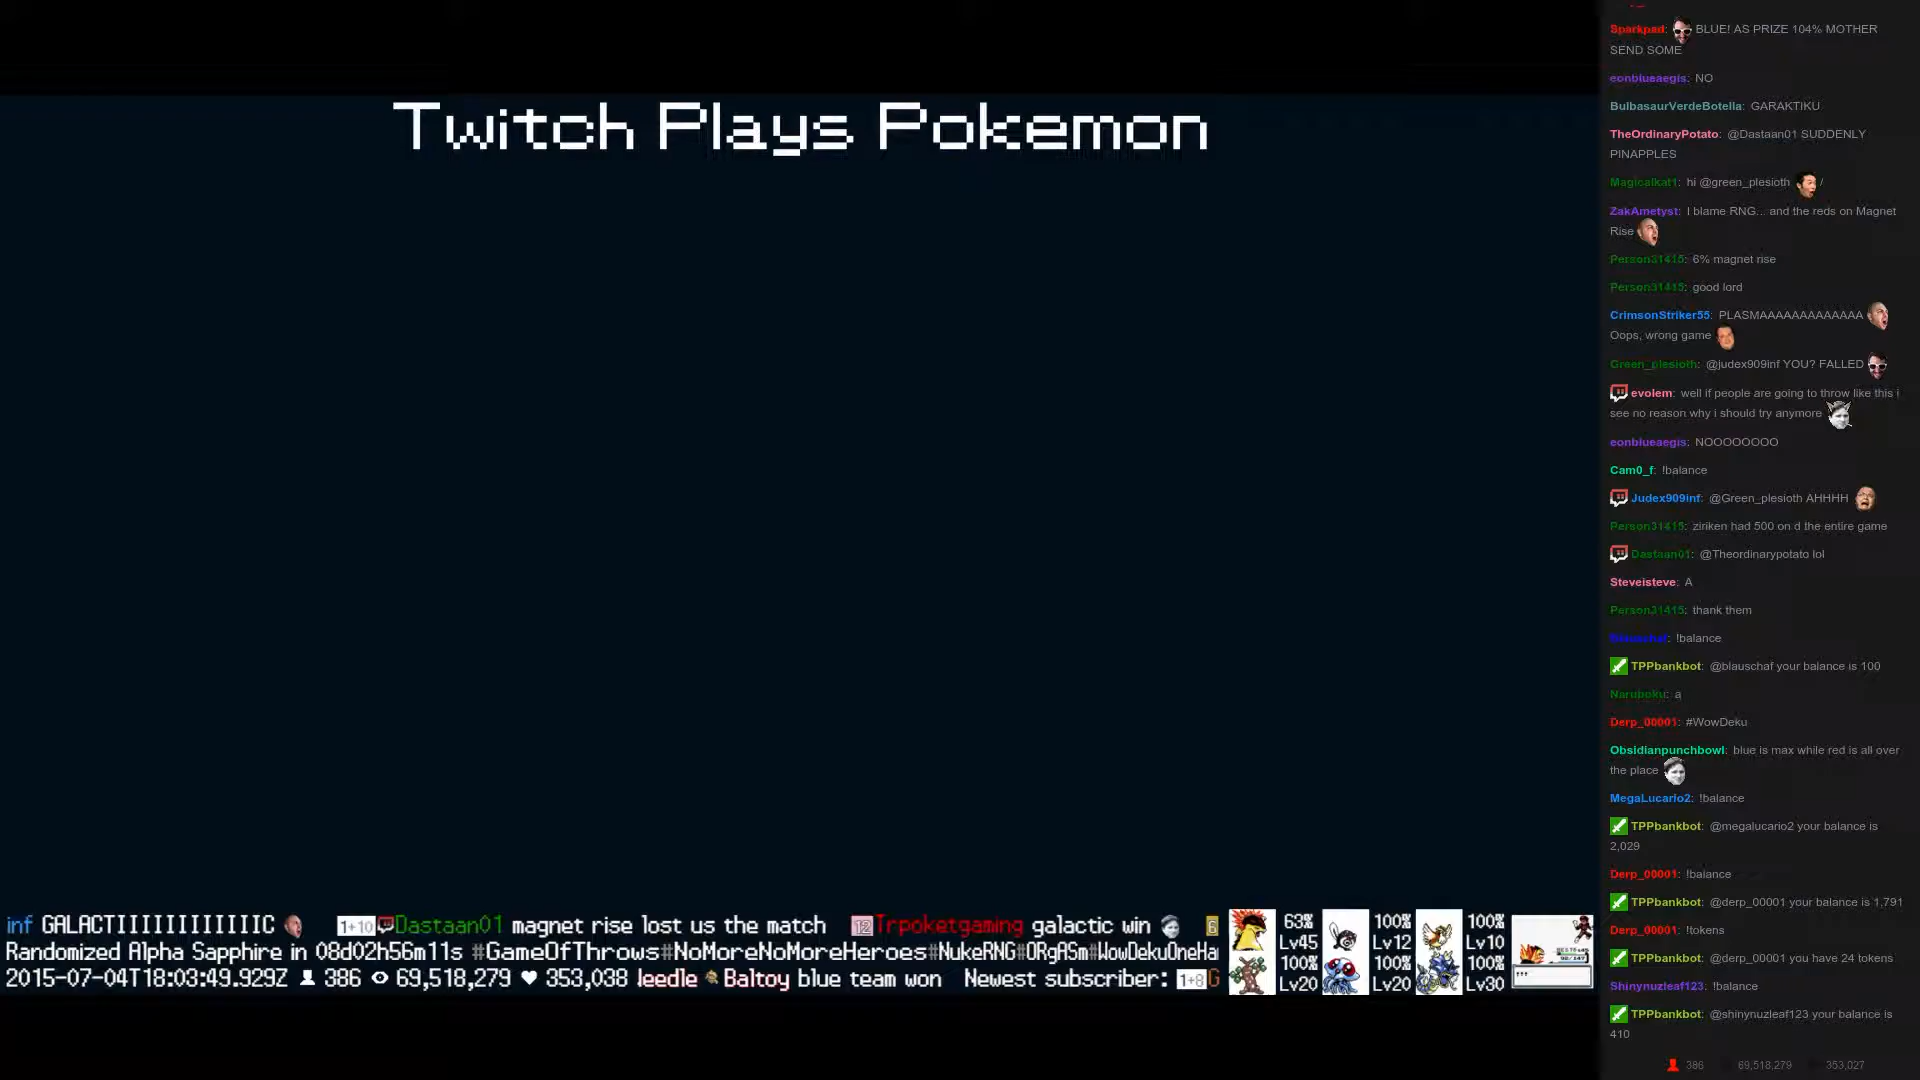 Twitch Plays Pokemon
Sparkpad: BLUE! AS PRIZE 104% MOTHER
SEND SOME
eonblueaegis: NO
BulbasaurVerdeBotella: GARAKTIKU
TheOrdinaryPotato: @Dastaan01 SUDDENLY
PINAPPLES
Magicalkat1: hi @green_plesioth /
ZakAmetyst: I blame RNG... and the reds on Magnet
Rise
Person31415: 6% magnet rise
Person31415: good lord
CrimsonStriker55: PLASMAAAAAAAAAAAAA
Oops, wrong game
Green_plesioth: @judex909inf YOU? FALLED
evolem: well if people are going to throw like this i
see no reason why i should try anymore
eonblueaegis: NOOOOOOOO
Cam0_f: !balance
Judex909inf: @Green_plesioth AHHHH
Person31415: ziriken had 500 on d the entire game
Dastaan01: @Theordinarypotato lol
Steveisteve: A
Person31415: thank them
Blauschaf: !balance
TPPbankbot: @blauschaf your balance is 100
Naruboku: a
Derp_00001: #WowDeku
Obsidianpunchbowl: blue is max while red is all over
the place
MegaLucario2: !balance
TPPbankbot: @megalucario2 your balance is
2,029
Derp_00001: !balance
TPPbankbot: @derp_00001 your balance is 1,791
Derp_00001: !tokens
TPPbankbot: @derp_00001 you have 24 tokens
Shinynuzleaf123: !balance
TPPbankbot: @shinynuzleaf123 your balance is
410
386 69,518,279 353,027
inf GALACTIIIIIIIIIIIIC 1+10 Dastaan01 magnet rise lost us the match 12 Trpoketgaming galactic win 6
Randomized Alpha Sapphire in 08d02h56m11s #GameOfThrows#NoMoreNoMoreHeroes#NukeRNG#ORgASm#WowDekuOneHa
2015-07-04T18:03:49.929Z 386 69,518,279 353,038 leedle Baltoy blue team won Newest subscriber: 1+8 G
63% 100% 100%
Lv45 Lv12 Lv10
100% 100% 100%
Lv20 Lv20 Lv30